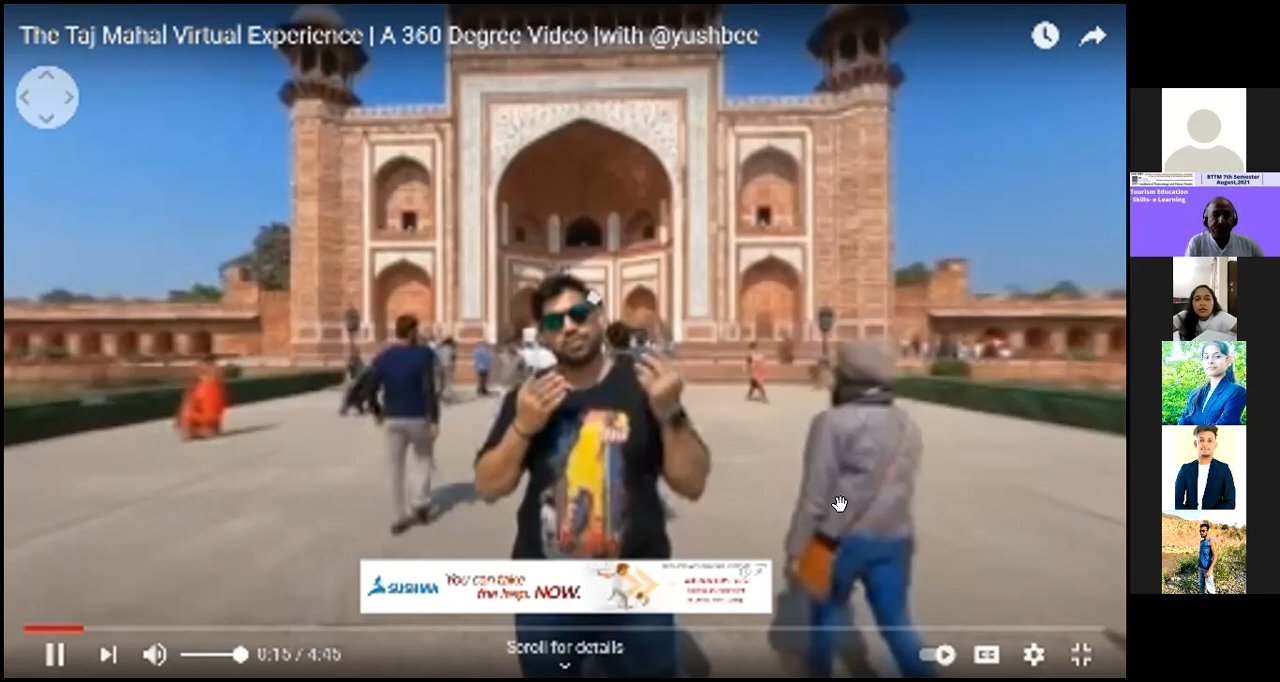 The Taj Mahal Virtual Experience | A 360 Degree Video |with @yushbee
BTTM 7th Semester
August,2021
Tourism Education
Skills- e Learning
SUSHMA
You can take
the leap. NOW.
0:15 / 4:45
Scroll for details
CC